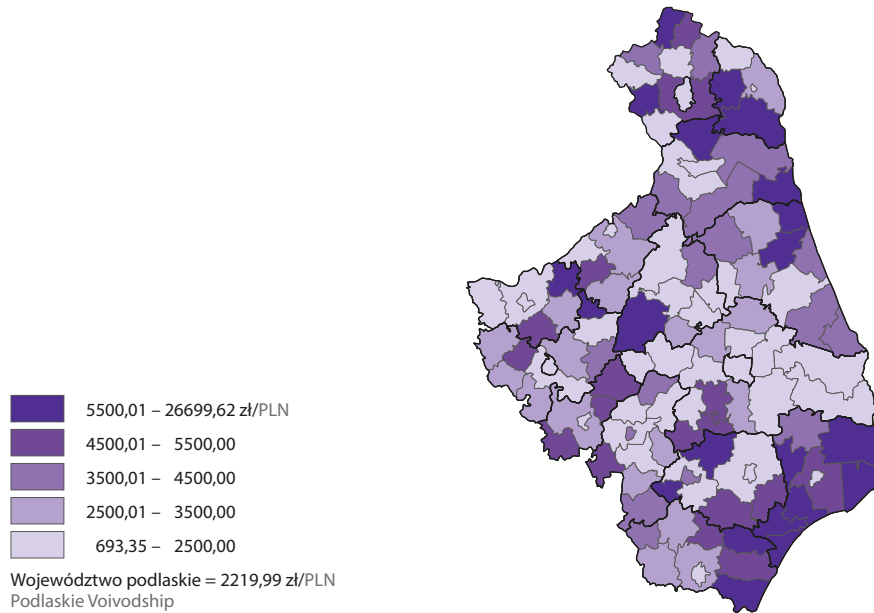 5500,01 – 26699,62 zł/PLN
4500,01 – 5500,00
3500,01 – 4500,00
2500,01 – 3500,00
693,35 – 2500,00
Województwo podlaskie = 2219,99 zł/PLN
Podlaskie Voivodship